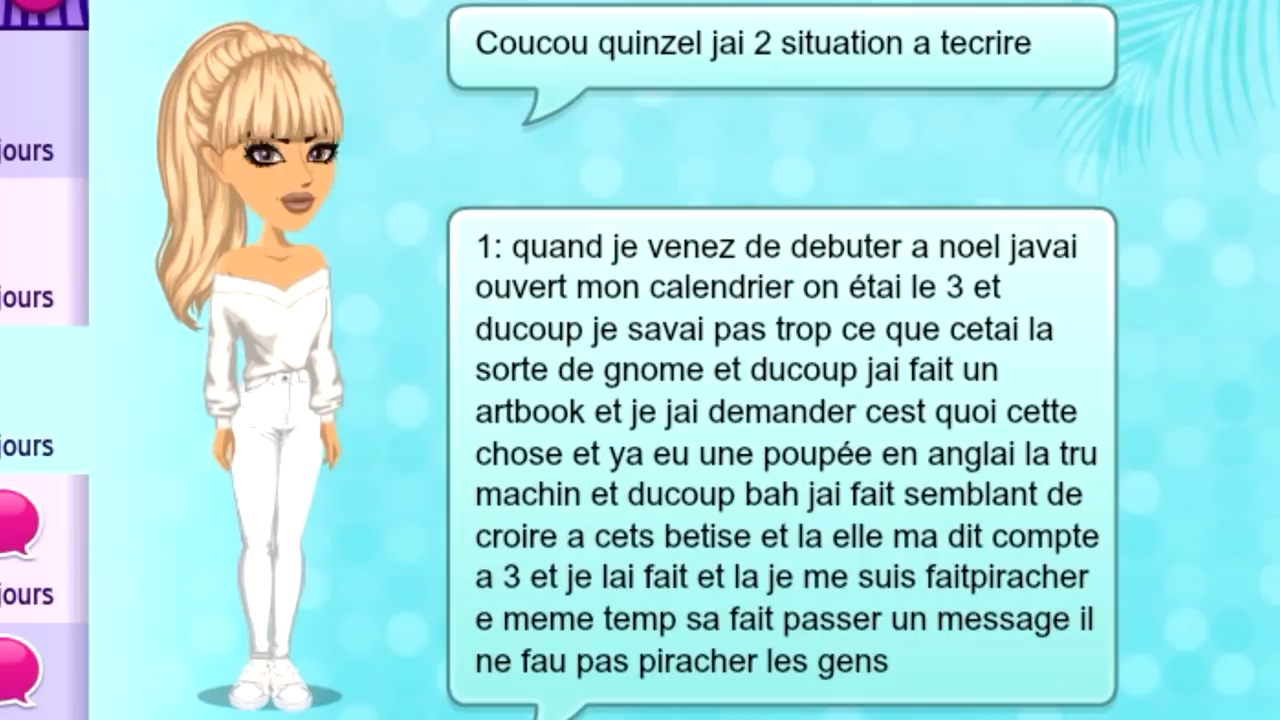 Coucou quinzel jai 2 situation a tecrire
jours
1: quand je venez de debuter a noel javai
ouvert mon calendrier on étai le 3 et
jours
ducoup je savai pas trop ce que cetai la
sorte de gnome et ducoup jai fait un
artbook et je jai demander cest quoi cette
jours
chose et ya eu une poupée en anglai la tru
machin et ducoup bah jai fait semblant de
croire a cets betise et la elle ma dit compte
a 3 et je lai fait et la je me suis faitpiracher
jours
e meme temp sa fait passer un message il
ne fau pas piracher les gens